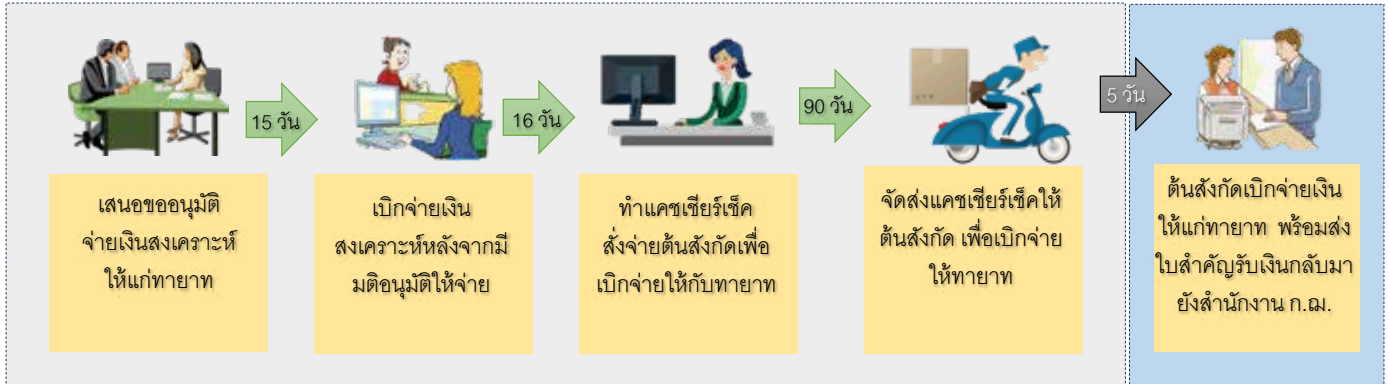 15 วัน
16 วัน
90 วัน
5 วัน
เสนอขออนุมัติ
จ่ายเงินสงเคราะห์
ให้แก่ทายาท
เบิกจ่ายเงิน
สงเคราะห์หลังจากมี
มติอนุมัติให้จ่าย
ทำแคชเชียร์เช็ค
สั่งจ่ายต้นสังกัดเพื่อ
เบิกจ่ายให้กับทายาท
จัดส่งแคชเชียร์เช็คให้
ต้นสังกัด เพื่อเบิกจ่าย
ให้ทายาท
ต้นสังกัดเบิกจ่ายเงิน
ให้แก่ทายาท พร้อมส่ง
ใบสำคัญรับเงินกลับมา
ยังสำนักงาน ก.ฌ.